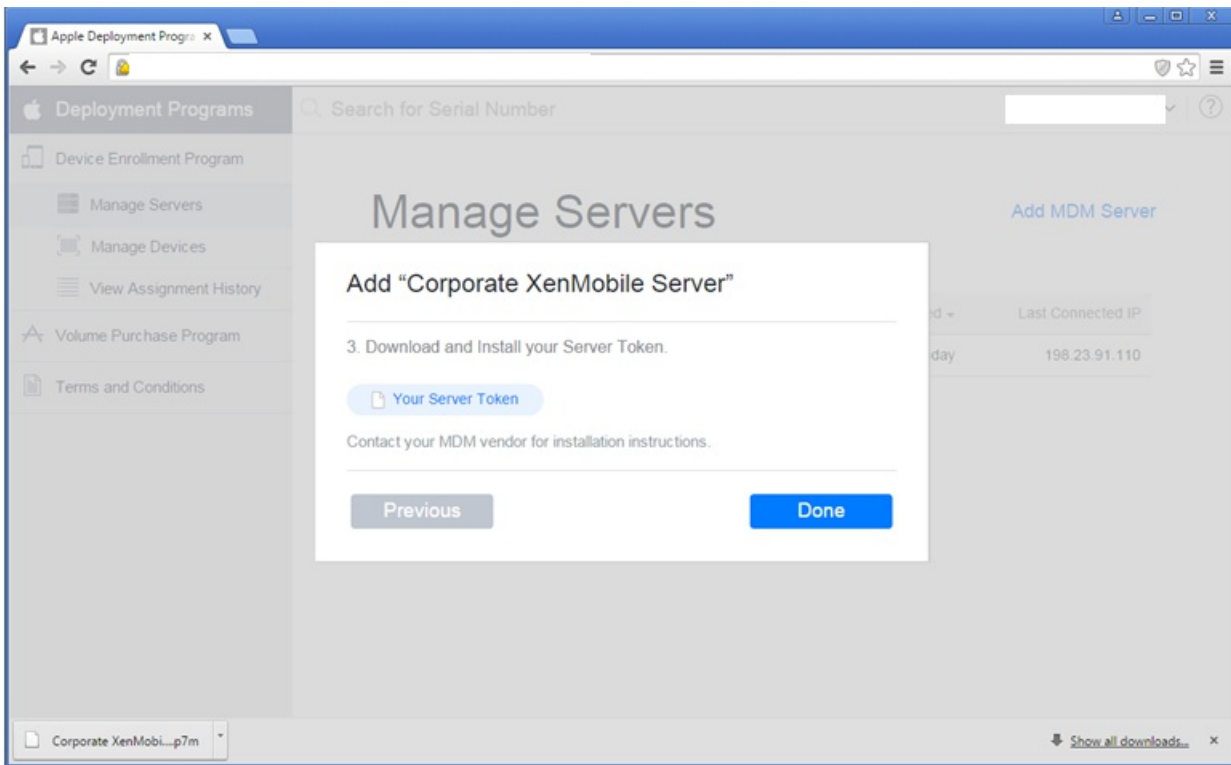 Apple Deployment Progra
Deployment Programs
Search for Serial Number
Device Enrollment Program
Manage Servers
Manage Devices
View Assignment History
Volume Purchase Program
Terms and Conditions
Manage Servers
Add MDM Server
Last Connected IP
day
198.23.91.110
Add “Corporate XenMobile Server”
3. Download and Install your Server Token.
Your Server Token
Contact your MDM vendor for installation instructions.
Previous
Done
Corporate XenMobi....p7m
Show all downloads...